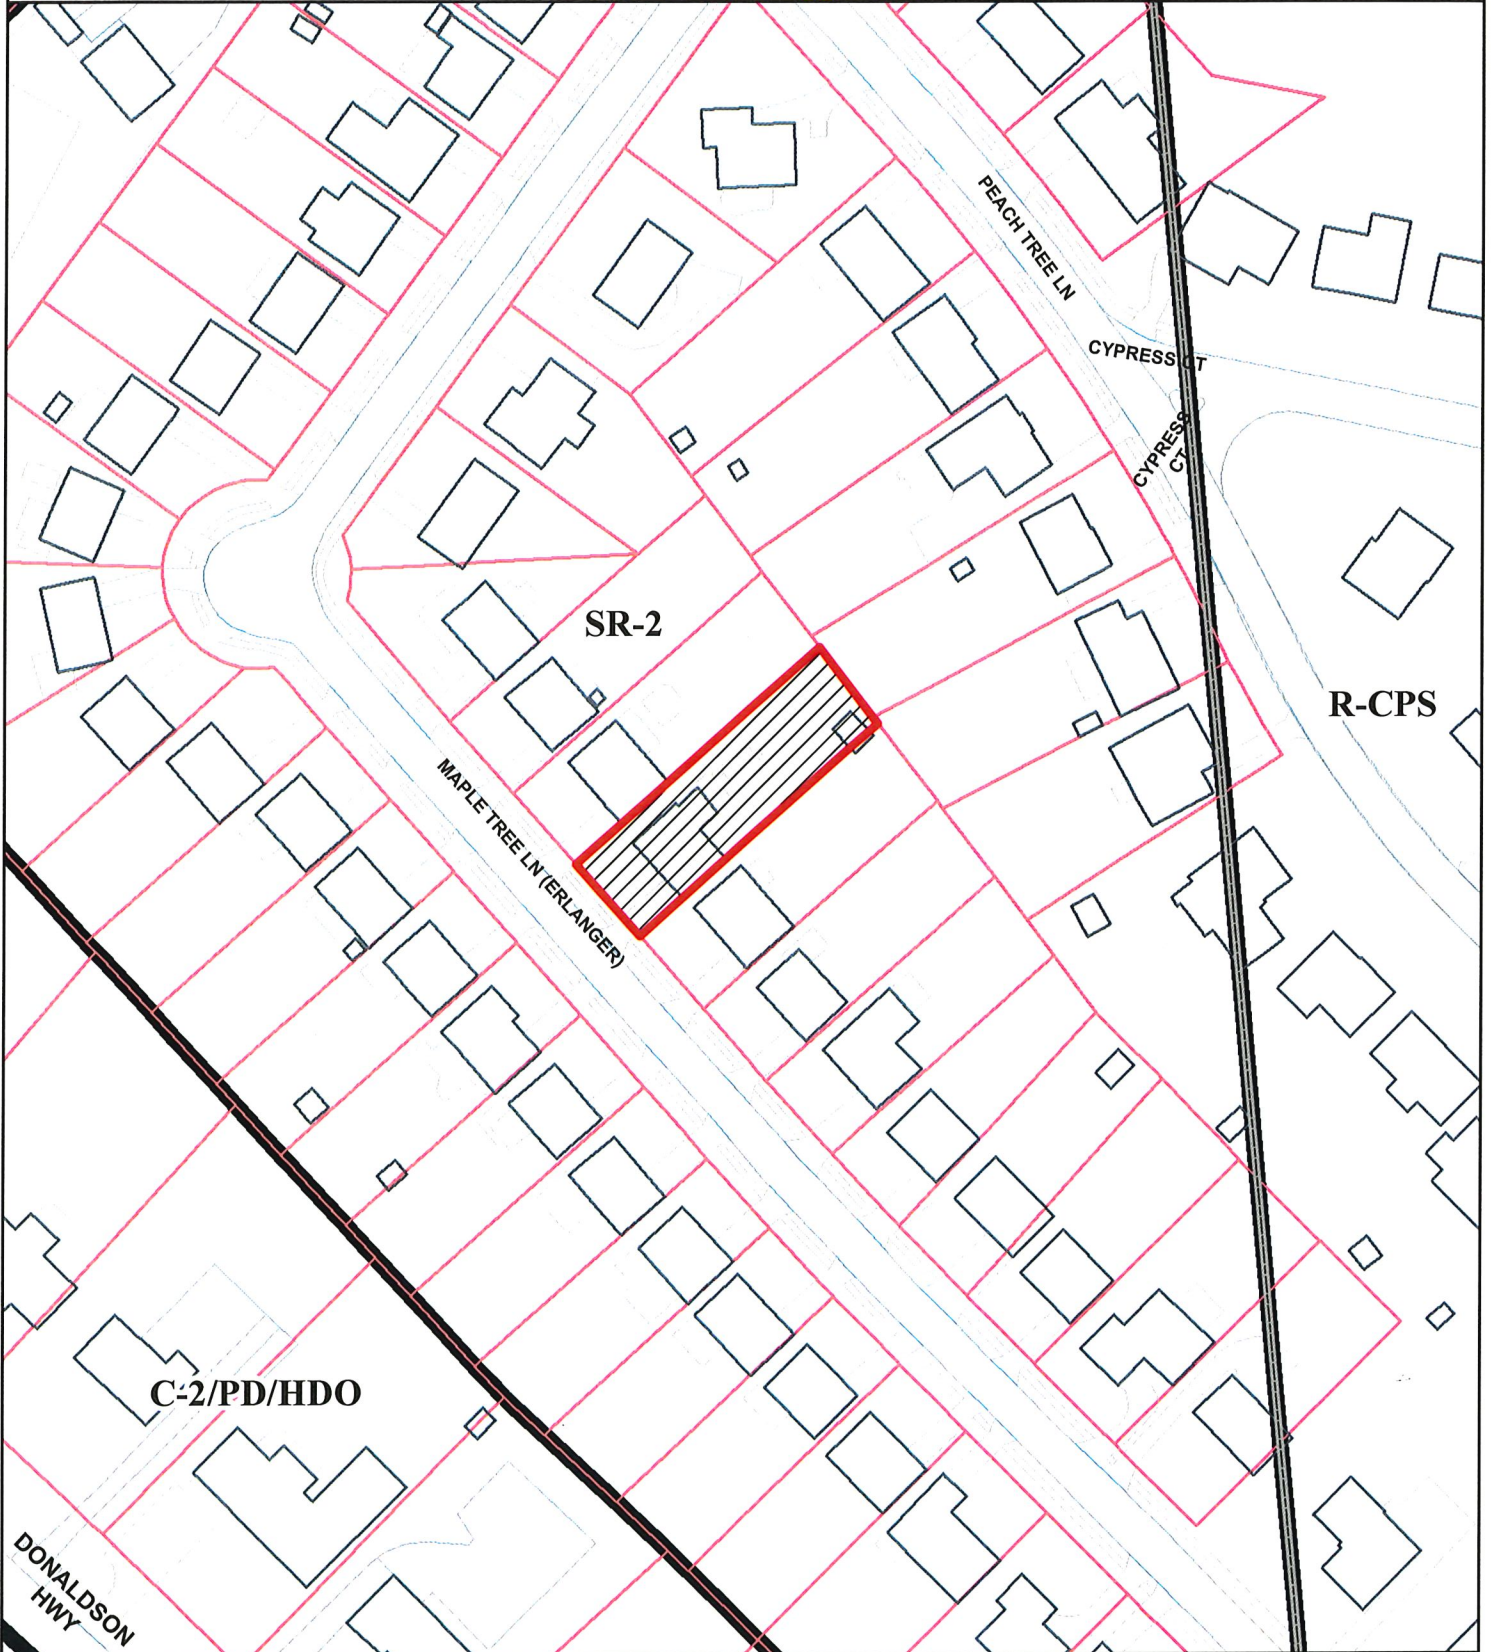 PEACH TREE LN
CYPRESS CT
CYPRESS
CT
SR-2
R-CPS
MAPLE TREE LN (ERLANGER)
C-2/PD/HDO
DONALDSON
HWY